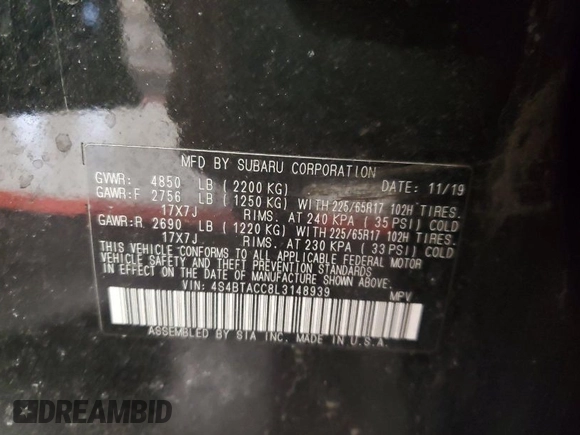 MFD BY SUBARU CORPORATION
GVWR: 4850 LB (2200 KG) DATE: 11/19
GAWR:F 2756 LB (1250 KG) WITH 225/65R17 102H TIRES.
17X7J RIMS. AT 240 KPA (35 PSI) COLD
GAWR:R 2690 LB (1220 KG) WITH 225/65R17 102H TIRES.
17X7J RIMS. AT 230 KPA (33 PSI) COLD
THIS VEHICLE CONFORMS TO ALL APPLICABLE FEDERAL MOTOR
VEHICLE SAFETY AND THEFT PREVENTION STANDARDS
IN EFFECT ON THE DATE OF MANUFACTURE SHOWN ABOVE.
VIN: 4S4BTACC8L3148939 MPV
ASSEMBLED BY SIA INC. MADE IN U.S.A.
DREAMBID